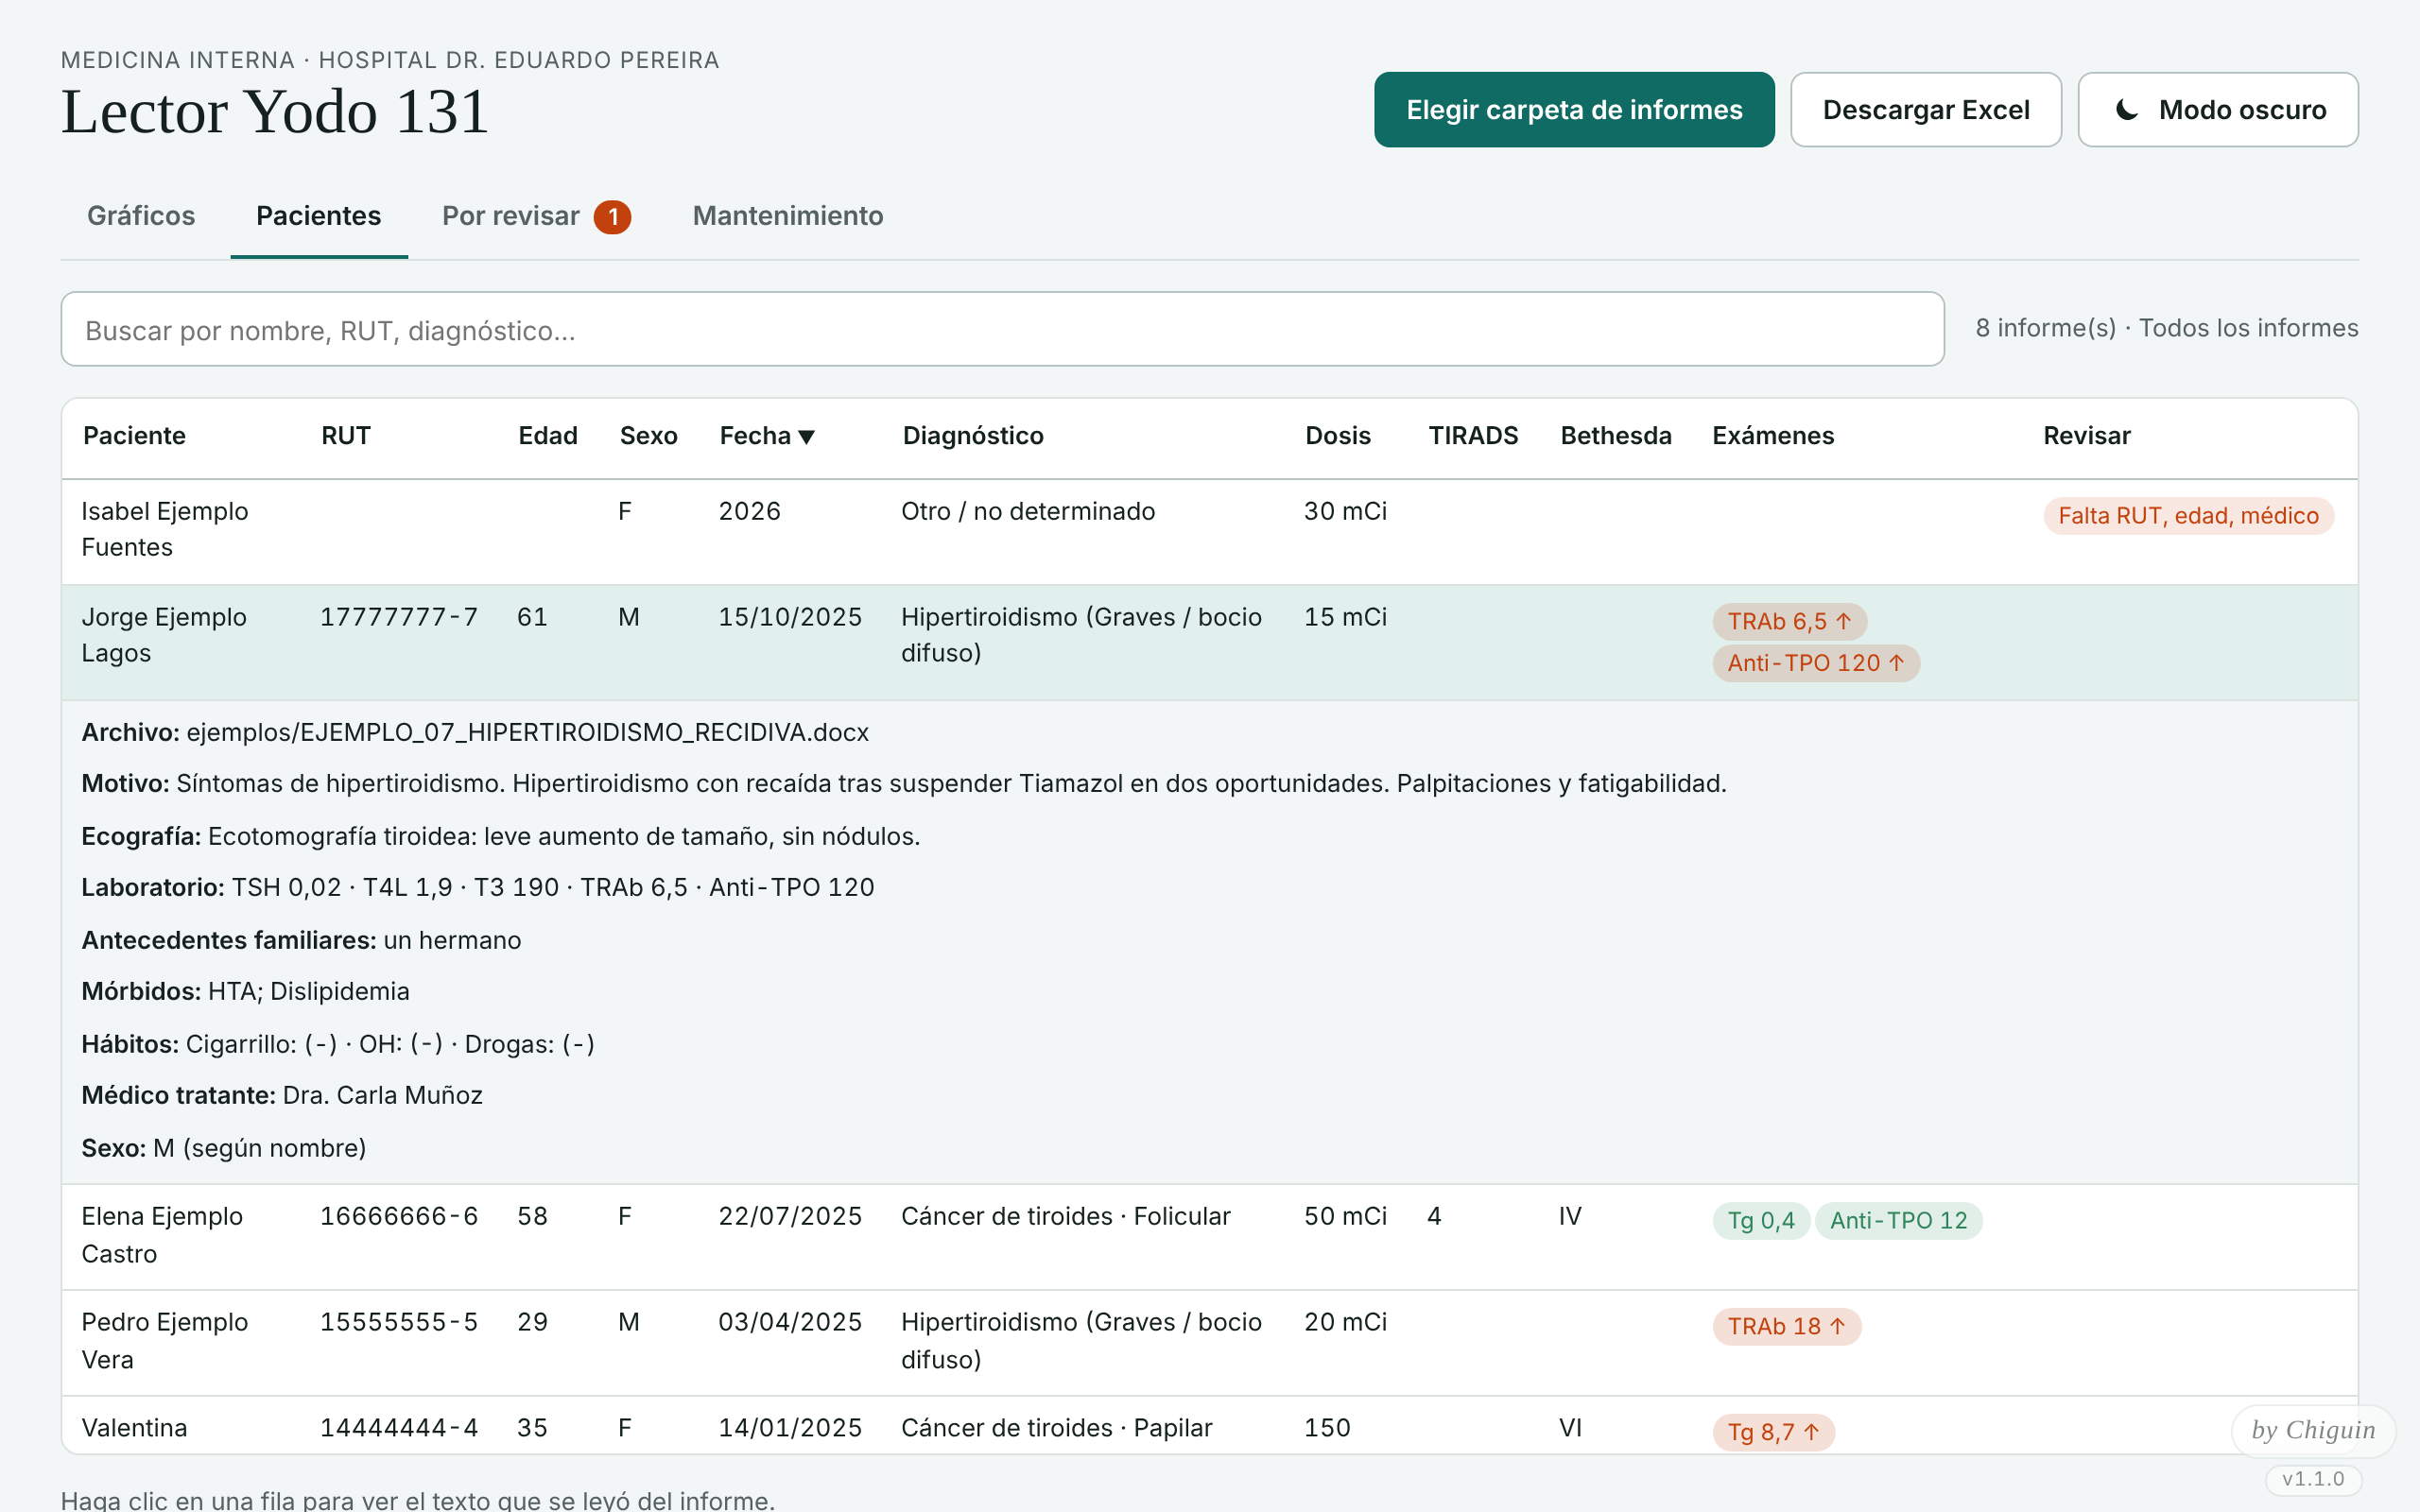 MEDICINA INTERNA · HOSPITAL DR. EDUARDO PEREIRA
Lector Yodo 131
Elegir carpeta de informes
Descargar Excel
Modo oscuro
Gráficos
Pacientes
Por revisar 1
Mantenimiento
Buscar por nombre, RUT, diagnóstico...
8 informe(s) · Todos los informes
Paciente RUT Edad Sexo Fecha ▼ Diagnóstico Dosis TIRADS Bethesda Exámenes Revisar
Isabel Ejemplo F 2026 Otro / no determinado 30 mCi Falta RUT, edad, médico
Fuentes
Jorge Ejemplo 17777777-7 61 M 15/10/2025 Hipertiroidismo (Graves / bocio 15 mCi TRAb 6,5 ↑
Lagos difuso) Anti-TPO 120 ↑
Archivo: ejemplos/EJEMPLO_07_HIPERTIROIDISMO_RECIDIVA.docx
Motivo: Síntomas de hipertiroidismo. Hipertiroidismo con recaída tras suspender Tiamazol en dos oportunidades. Palpitaciones y fatigabilidad.
Ecografía: Ecotomografía tiroidea: leve aumento de tamaño, sin nódulos.
Laboratorio: TSH 0,02 · T4L 1,9 · T3 190 · TRAb 6,5 · Anti-TPO 120
Antecedentes familiares: un hermano
Mórbidos: HTA; Dislipidemia
Hábitos: Cigarrillo: (-) · OH: (-) · Drogas: (-)
Médico tratante: Dra. Carla Muñoz
Sexo: M (según nombre)
Elena Ejemplo 16666666-6 58 F 22/07/2025 Cáncer de tiroides · Folicular 50 mCi 4 IV Tg 0,4 Anti-TPO 12
Castro
Pedro Ejemplo 15555555-5 29 M 03/04/2025 Hipertiroidismo (Graves / bocio 20 mCi TRAb 18 ↑
Vera difuso)
Valentina 14444444-4 35 F 14/01/2025 Cáncer de tiroides · Papilar 150 VI Tg 8,7 ↑
by Chiguin
v1.1.0
Haga clic en una fila para ver el texto que se leyó del informe.